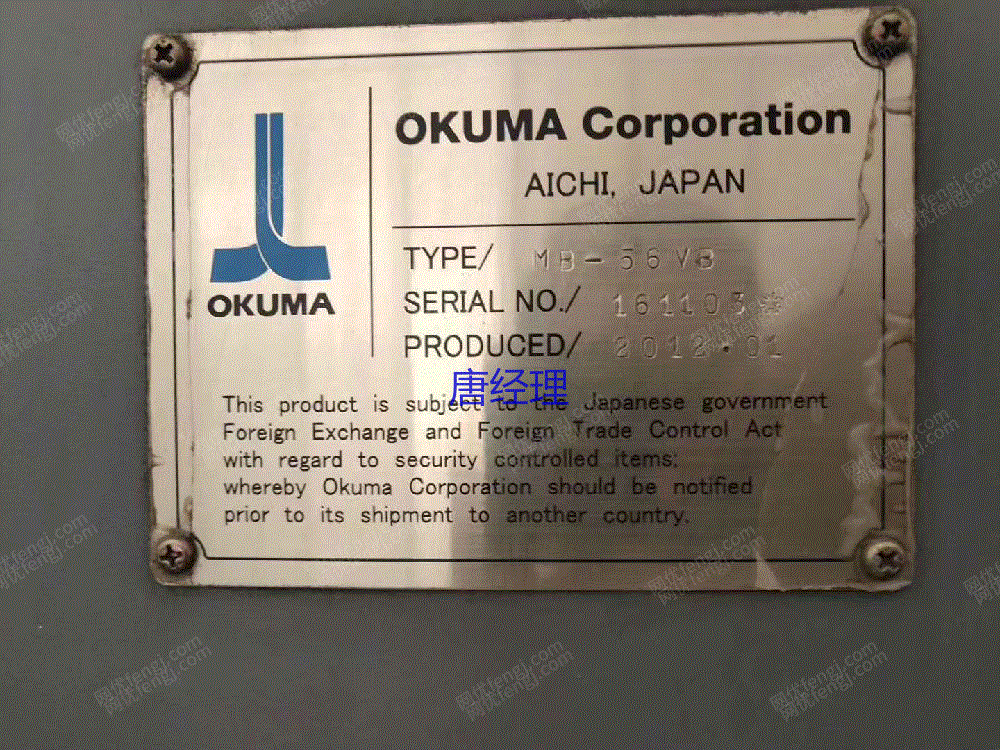 OKUMA Corporation
AICHI, JAPAN
TYPE/ MB-56VB
SERIAL NO./ 161103*
PRODUCED/ 2012.01
OKUMA
唐经理
This product is subject to the Japanese government
Foreign Exchange and Foreign Trade Control Act
with regard to security controlled items:
whereby Okuma Corporation should be notified
prior to its shipment to another country.